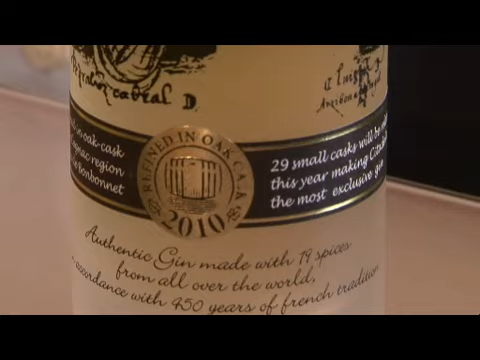 cabral D.
oak-cask
region
bonbonnet
REFINED IN OAK
2010
29 small casks will be
this year making
the most exclusive gin
Authentic Gin made with 19 spices
from all over the world,
accordance with 450 years of french tradition